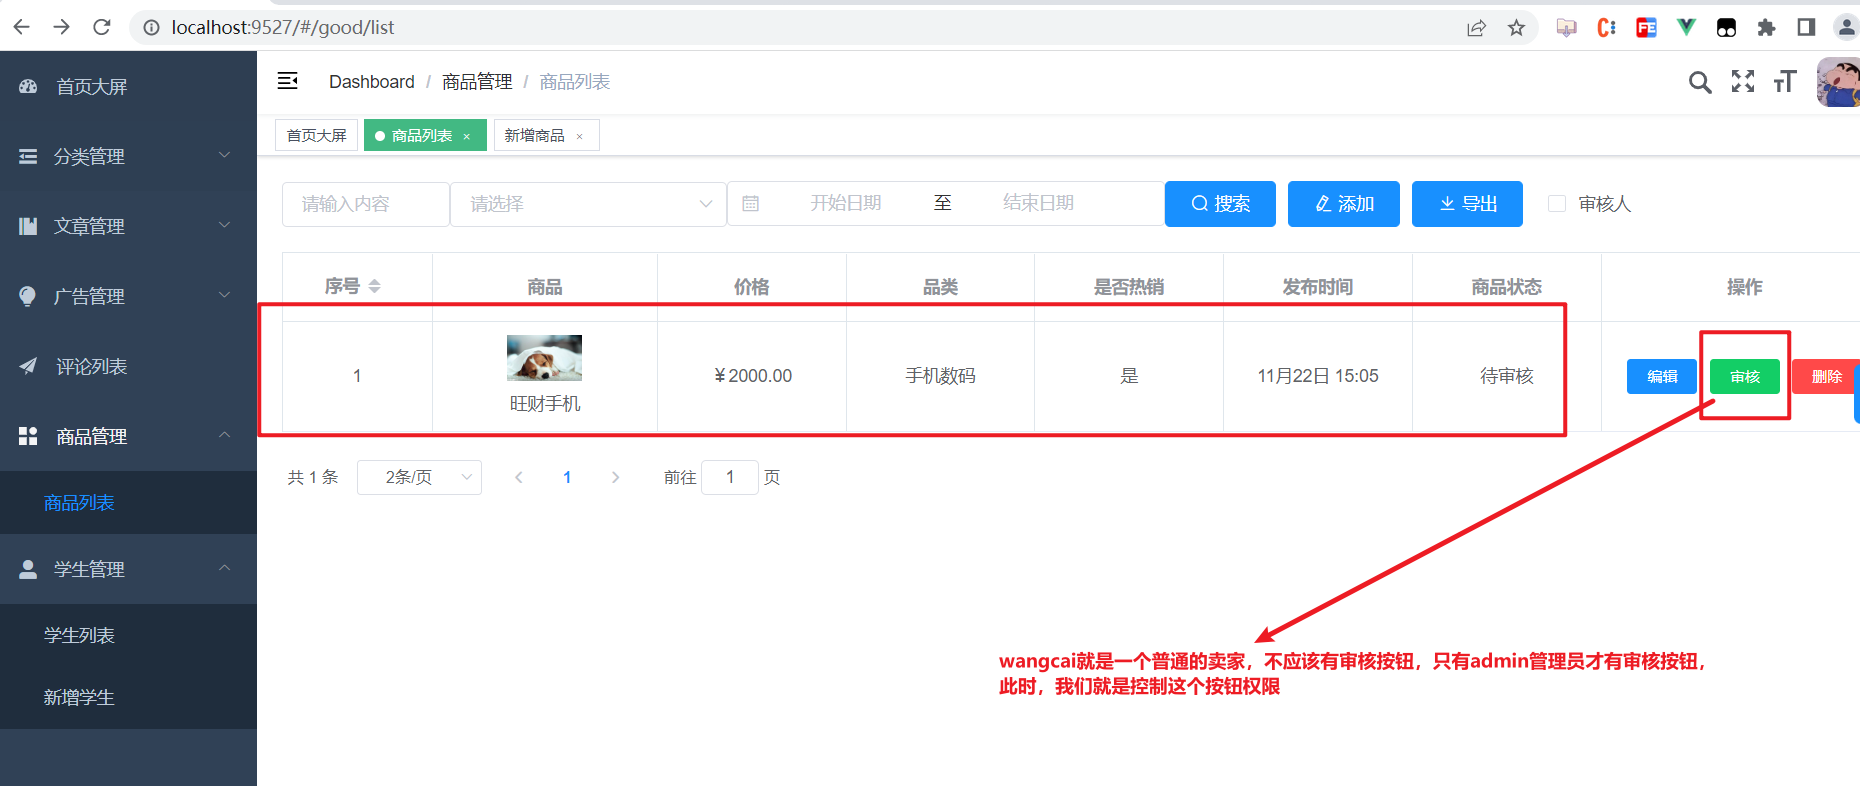 localhost:9527/#/good/list
首页大屏
分类管理
文章管理
广告管理
评论列表
商品管理
商品列表
学生管理
学生列表
新增学生
Dashboard / 商品管理 / 商品列表
首页大屏 商品列表 × 新增商品 ×
请输入内容 请选择 开始日期 至 结束日期 搜索 添加 导出 审核人
序号 商品 价格 品类 是否热销 发布时间 商品状态 操作
1 旺财手机 ¥2000.00 手机数码 是 11月22日 15:05 待审核 编辑 审核 删除
共 1 条 2条/页 1 前往 1 页
wangcai就是一个普通的卖家，不应该有审核按钮，只有admin管理员才有审核按钮，
此时，我们就是控制这个按钮权限